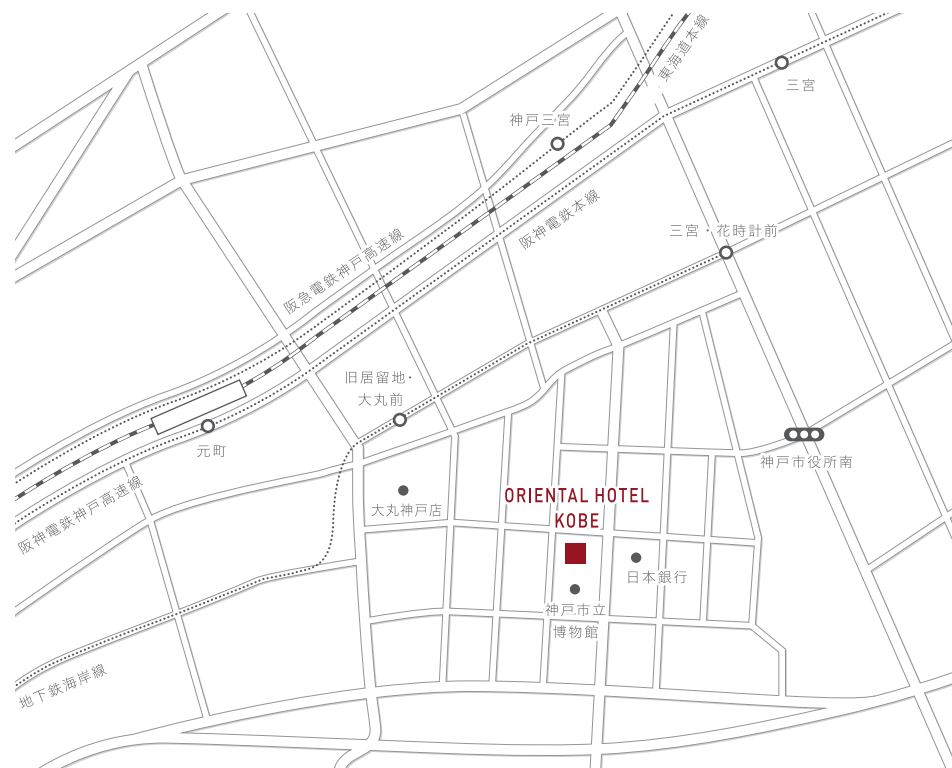 東海道本線
三宮
神戸三宮
阪神電鉄本線
三宮・花時計前
阪急電鉄神戸高速線
旧居留地・
大丸前
元町
神戸市役所南
阪神電鉄神戸高速線
大丸神戸店
ORIENTAL HOTEL
KOBE
日本銀行
神戸市立
博物館
地下鉄海岸線